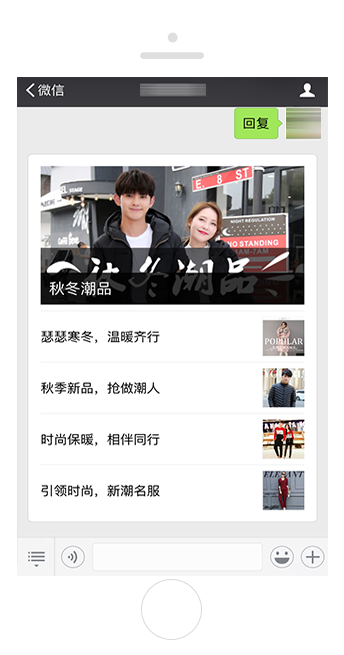 微信
回复
E. 8 ST
NIGHT REGULATION
NO STANDING
秋冬潮品
秋冬潮品
瑟瑟寒冬，温暖齐行
POPULAR
秋季新品，抢做潮人
时尚保暖，相伴同行
ELEGANT
引领时尚，新潮名服